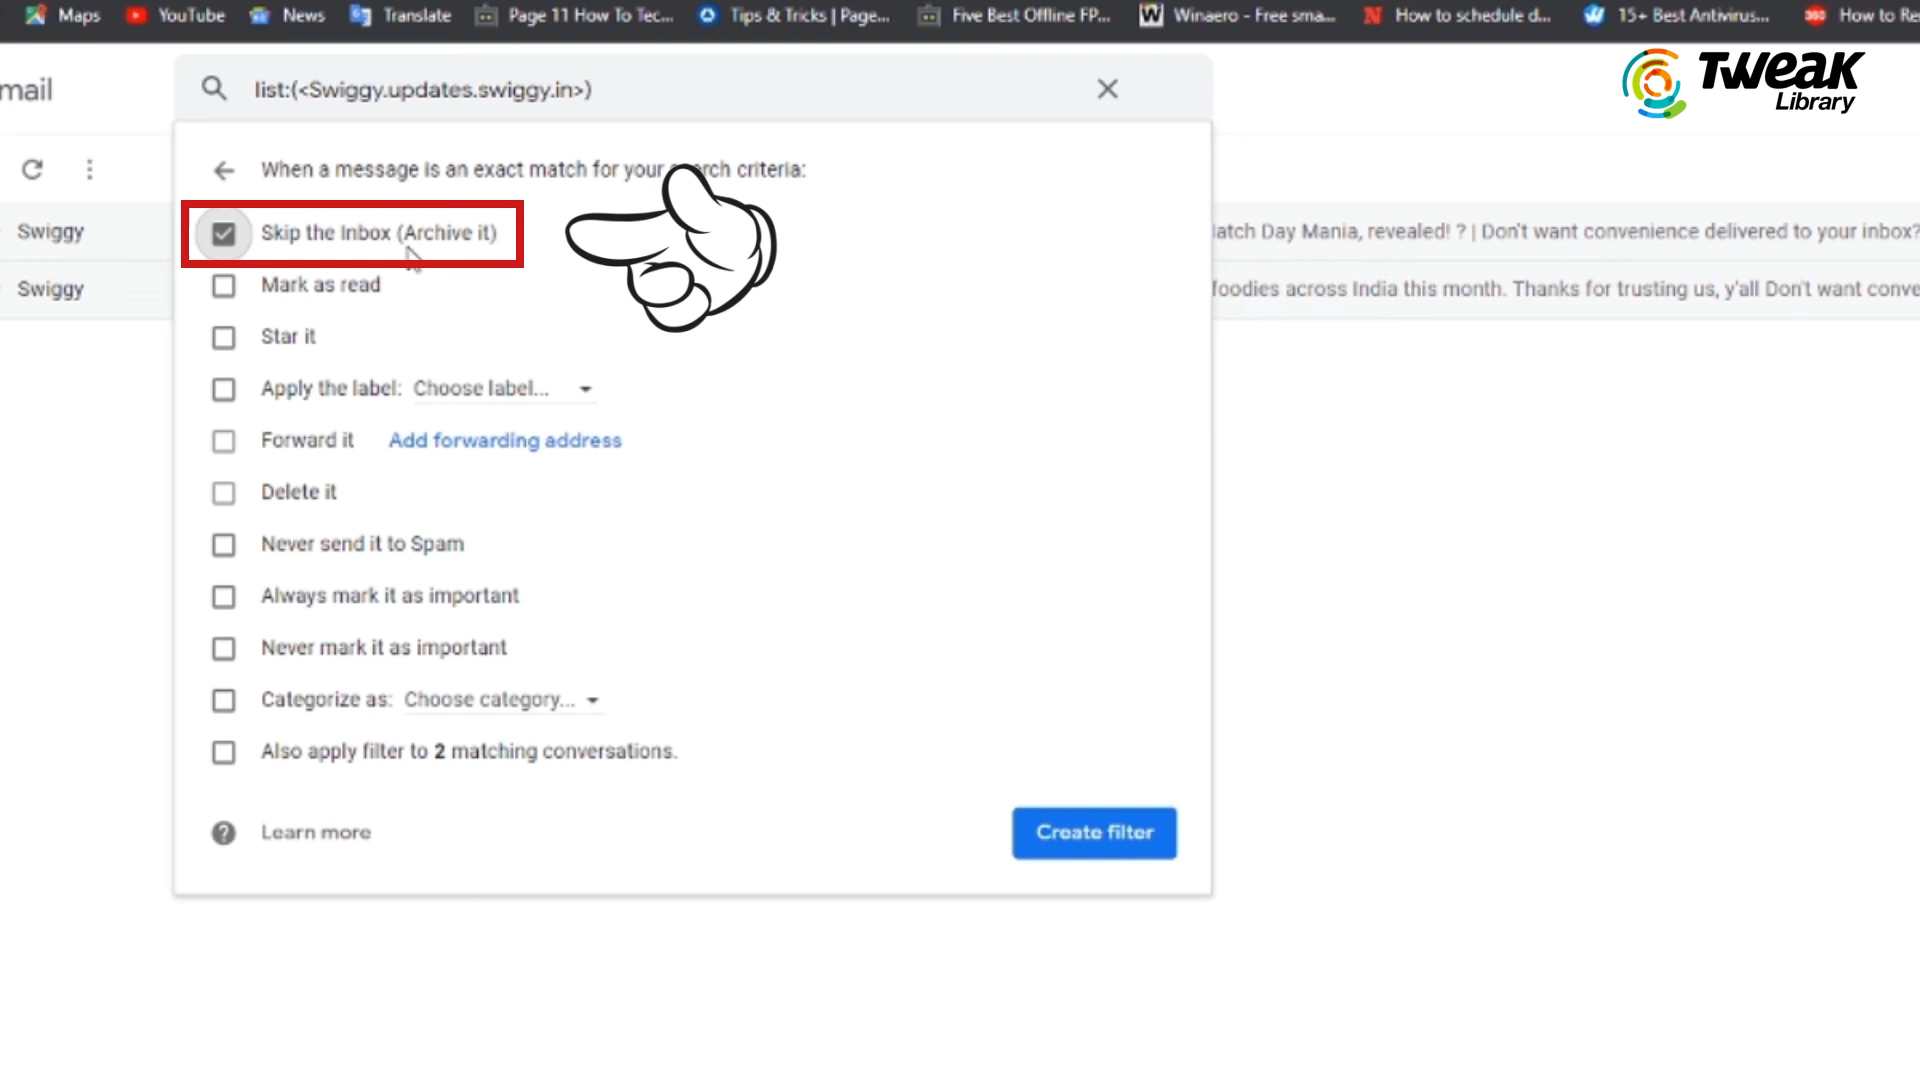 Maps YouTube News Translate Page 11 How To Tec... Tips & Tricks | Page... Five Best Offline FP... Winaero - Free sma... How to schedule d... 15+ Best Antivirus... How to Re
mail
list:(<Swiggy.updates.swiggy.in>)
TWEAK
Library
When a message is an exact match for your rch criteria:
Swiggy
Skip the Inbox (Archive it)
atch Day Mania, revealed! ? | Don't want convenience delivered to your inbox?
Mark as read
Swiggy
foodies across India this month. Thanks for trusting us, y'all Don't want conve
Star it
Apply the label: Choose label...
Forward it Add forwarding address
Delete it
Never send it to Spam
Always mark it as important
Never mark it as important
Categorize as: Choose category...
Also apply filter to 2 matching conversations.
Learn more
Create filter